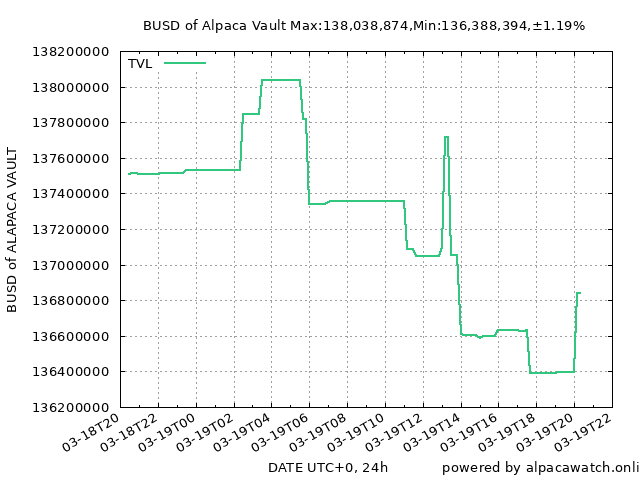 BUSD of Alpaca Vault Max:138,038,874,Min:136,388,394,±1.19%
138200000
138000000
137800000
137600000
137400000
137200000
137000000
136800000
136600000
136400000
136200000
BUSD of ALAPACA VAULT
TVL
03-18T20
03-18T22
03-19T00
03-19T02
03-19T04
03-19T06
03-19T08
03-19T10
03-19T12
03-19T14
03-19T16
03-19T18
03-19T20
03-19T22
DATE UTC+0, 24h
powered by alpacawatch.onli